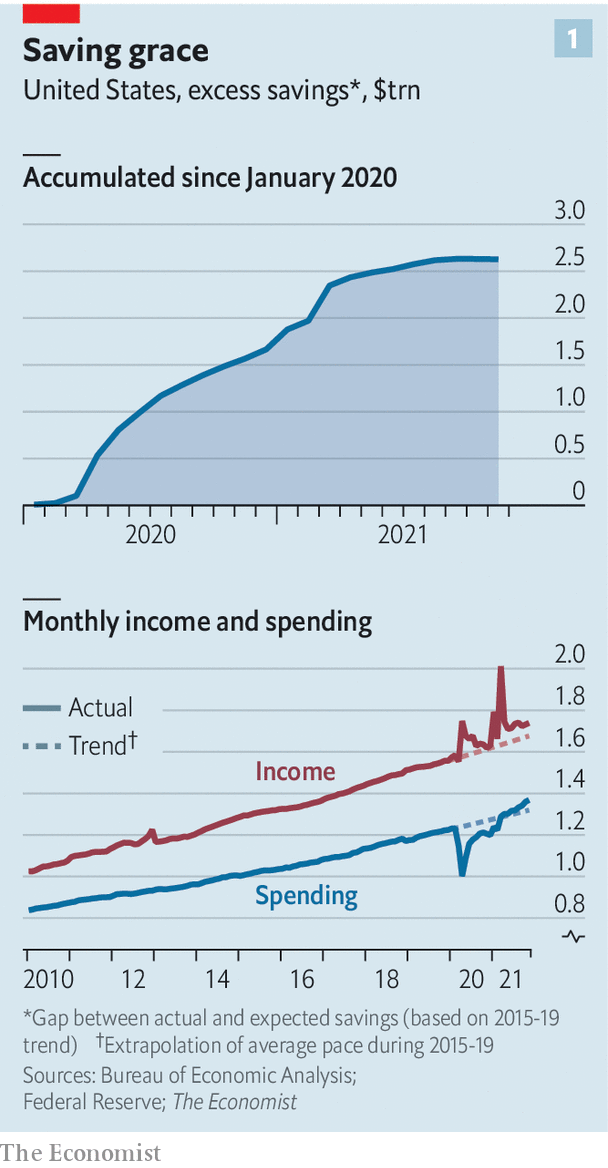 Saving grace
1
United States, excess savings*, $trn
Accumulated since January 2020
3.0
2.5
2.0
1.5
1.0
0.5
0
2020
2021
Monthly income and spending
2.0
1.8
1.6
1.4
1.2
1.0
0.8
Actual
Trend†
Income
Spending
2010 12 14 16 18 20 21
*Gap between actual and expected savings (based on 2015-19
trend) †Extrapolation of average pace during 2015-19
Sources: Bureau of Economic Analysis;
Federal Reserve; The Economist
The Economist